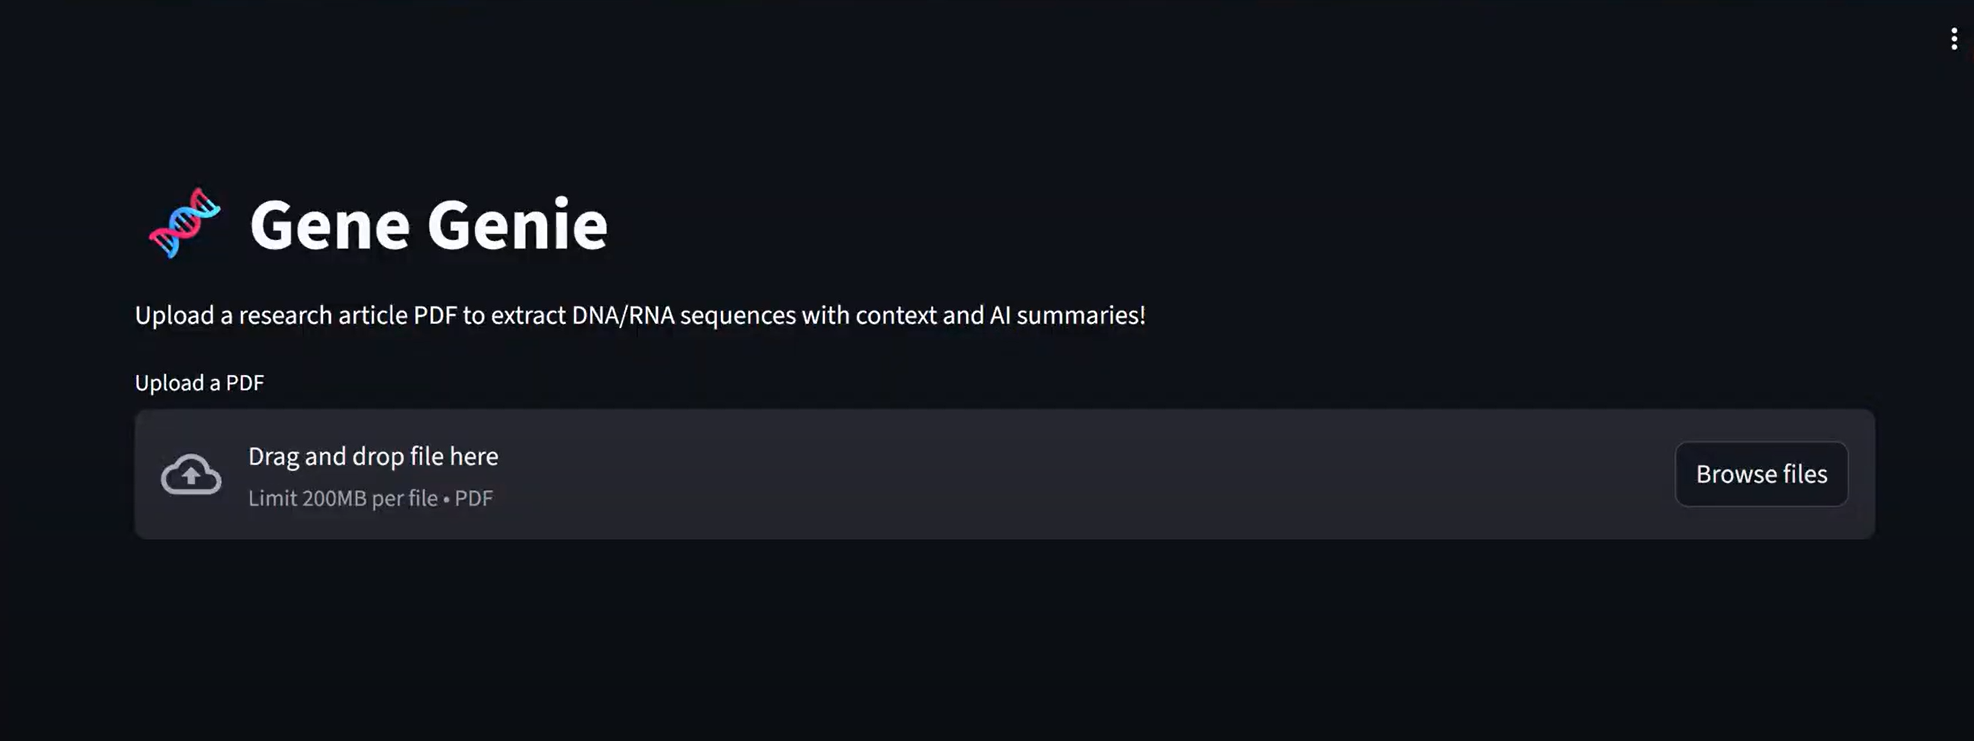 Gene Genie
Upload a research article PDF to extract DNA/RNA sequences with context and AI summaries!
Upload a PDF
Drag and drop file here
Limit 200MB per file • PDF
Browse files